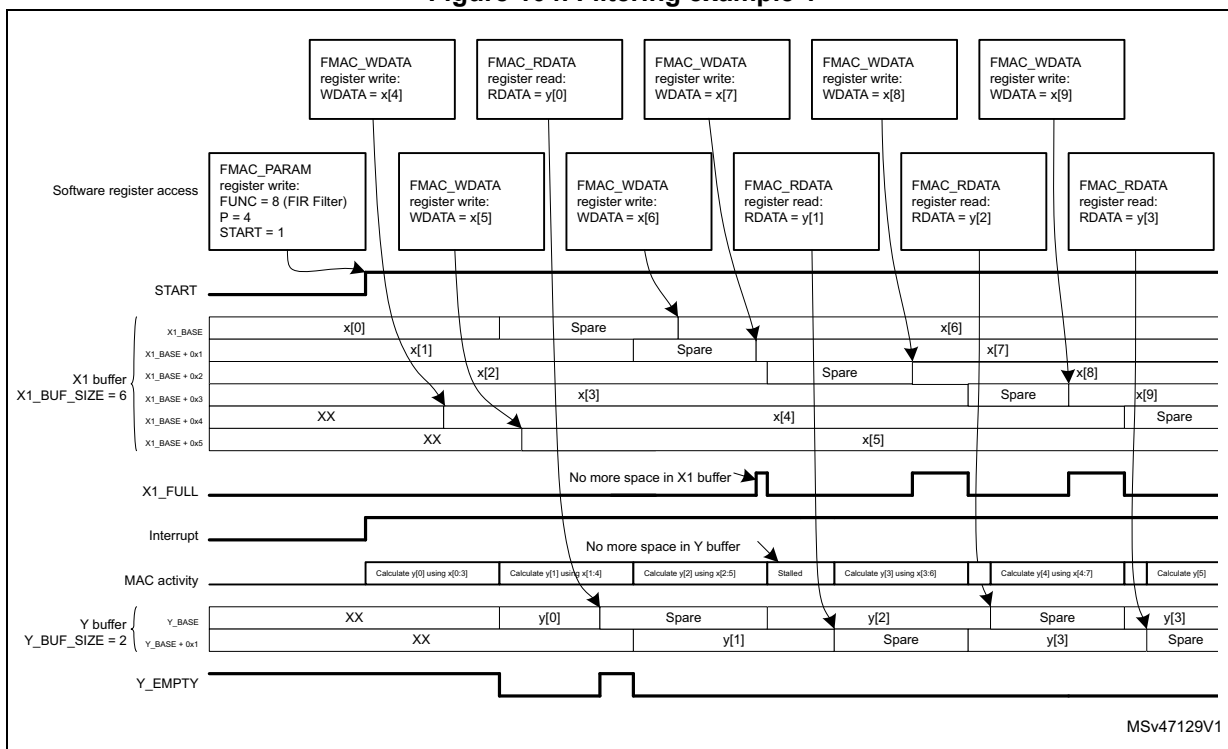 FMAC_WDATA
register write:
WDATA = x[4]
FMAC_RDATA
register read:
RDATA = y[0]
FMAC_WDATA
register write:
WDATA = x[7]
FMAC_WDATA
register write:
WDATA = x[8]
FMAC_WDATA
register write:
WDATA = x[9]
Software register access
FMAC_PARAM
register write:
FUNC = 8 (FIR Filter)
P = 4
START = 1
FMAC_WDATA
register write:
WDATA = x[5]
FMAC_WDATA
register write:
WDATA = x[6]
FMAC_RDATA
register read:
RDATA = y[1]
FMAC_RDATA
register read:
RDATA = y[2]
FMAC_RDATA
register read:
RDATA = y[3]
START
X1 buffer
X1_BUF_SIZE = 6
X1_BASE x[0] Spare x[6]
X1_BASE + 0x1 x[1] Spare x[7]
X1_BASE + 0x2 x[2] Spare x[8]
X1_BASE + 0x3 x[3] Spare x[9]
X1_BASE + 0x4 XX x[4] Spare
X1_BASE + 0x5 XX x[5]
No more space in X1 buffer
X1_FULL
Interrupt
No more space in Y buffer
MAC activity Calculate y[0] using x[0:3] Calculate y[1] using x[1:4] Calculate y[2] using x[2:5] Stalled Calculate y[3] using x[3:6] Calculate y[4] using x[4:7] Calculate y[5]
Y buffer
Y_BUF_SIZE = 2
Y_BASE XX y[0] Spare y[2] Spare y[3]
Y_BASE + 0x1 XX y[1] Spare y[3] Spare
Y_EMPTY
MSv47129V1